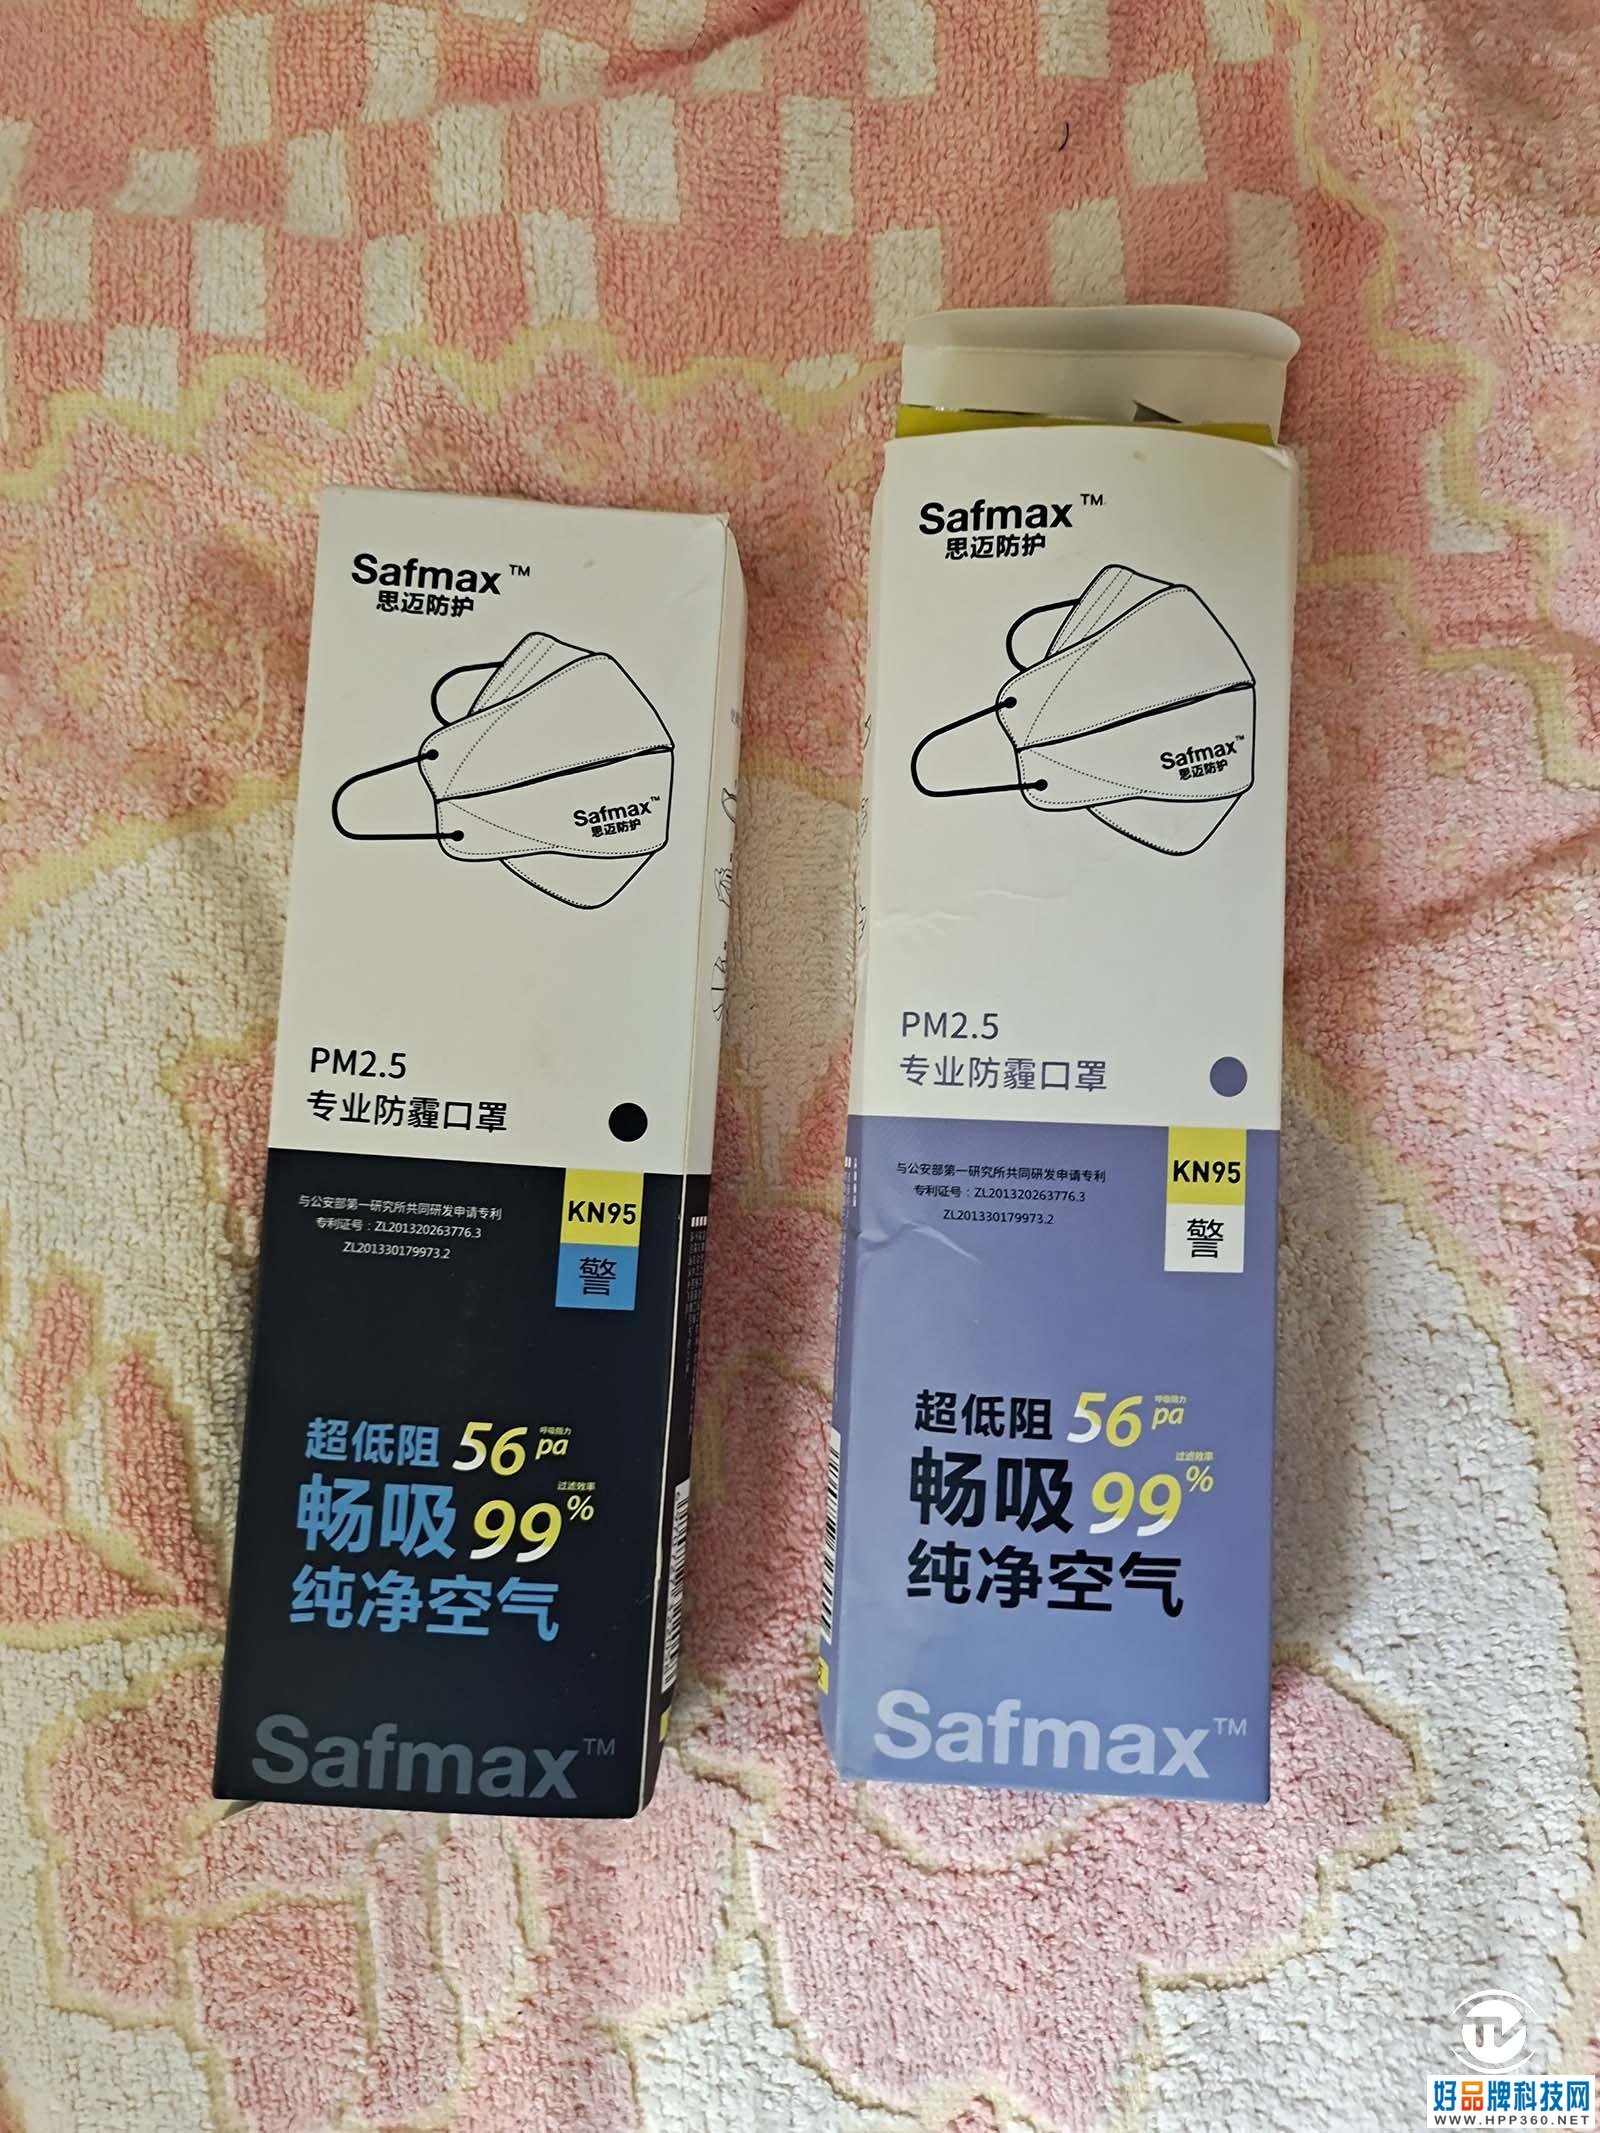 Safmax™
思迈防护
Safmax™
思迈防护
PM2.5
专业防霾口罩
与公安部第一研究所共同研发申请专利
专利证号：ZL201320263776.3
ZL201330179973.2
KN95
警
超低阻 56 pa 呼吸阻力
畅吸 99% 过滤效率
纯净空气
Safmax™
Safmax™
思迈防护
Safmax™
思迈防护
PM2.5
专业防霾口罩
与公安部第一研究所共同研发申请专利
专利证号：ZL201320263776.3
ZL201330179973.2
KN95
警
超低阻 56 pa 呼吸阻力
畅吸 99% 过滤效率
纯净空气
Safmax™
好品牌科技网
WWW.HPP360.NET